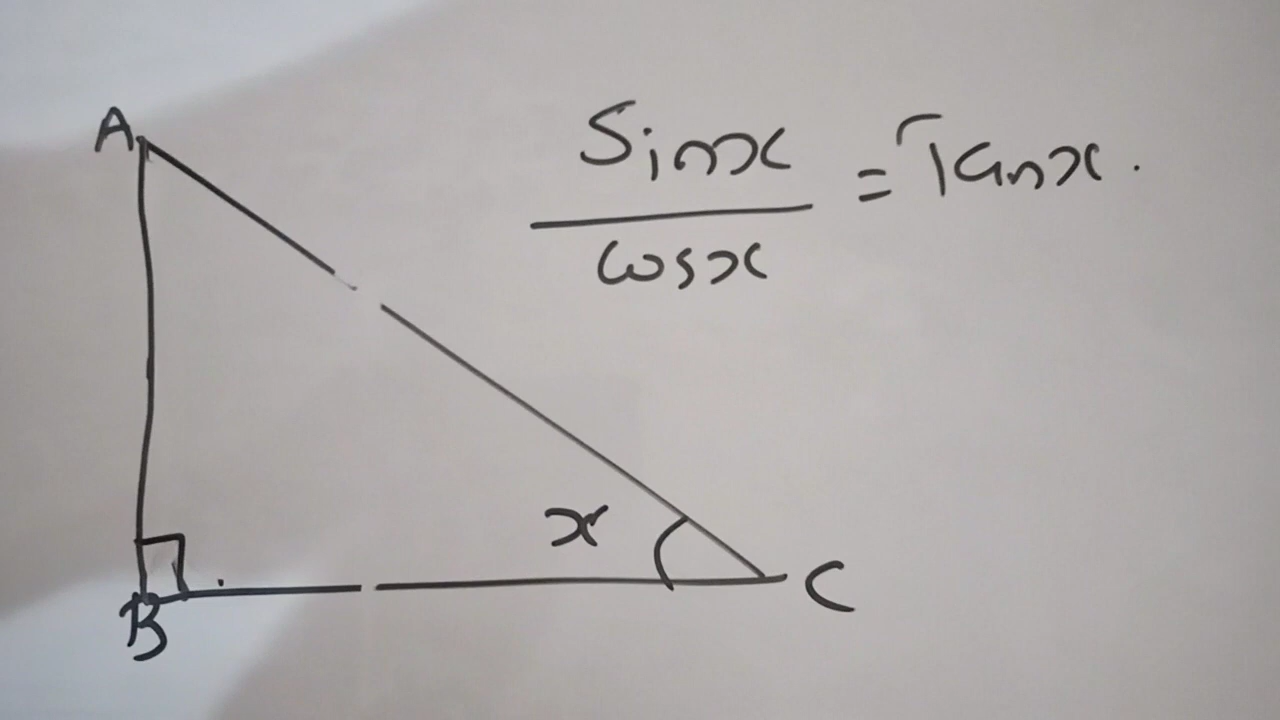 A
Sinx
= Tanx.
cosx
x
C
B